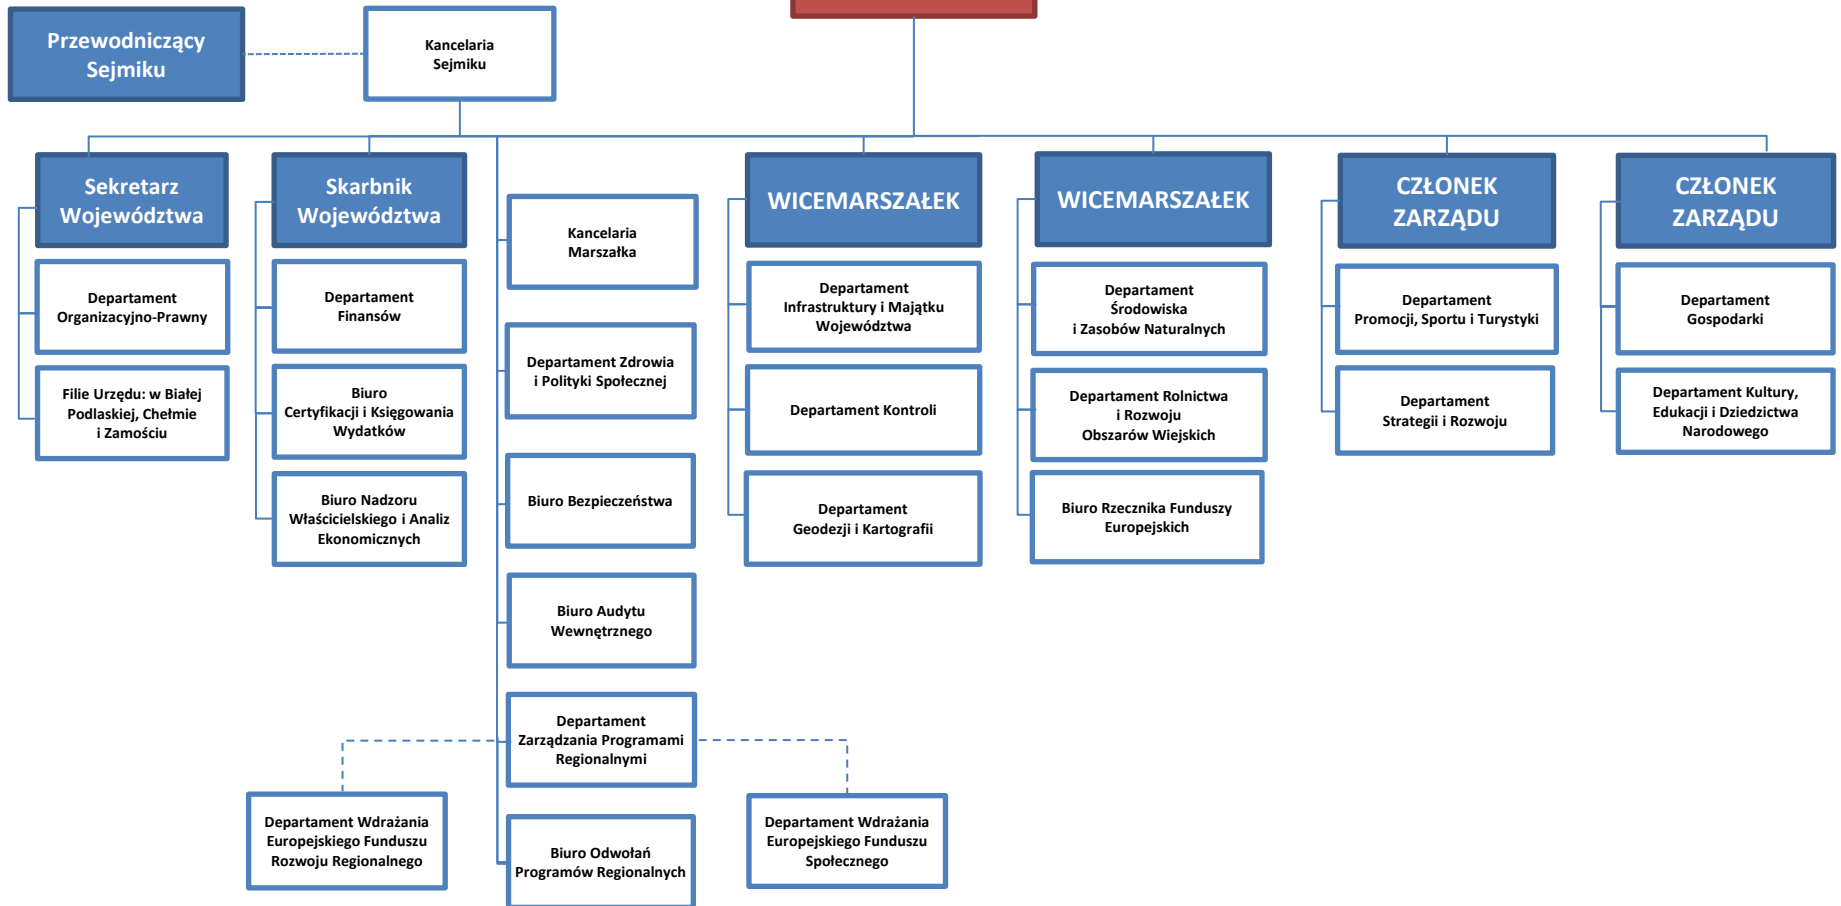 Przewodniczący
Sejmiku
Kancelaria
Sejmiku
Sekretarz
Województwa
Departament
Organizacyjno-Prawny
Filie Urzędu: w Białej
Podlaskiej, Chełmie
i Zamościu
Skarbnik
Województwa
Departament
Finansów
Biuro
Certyfikacji i Księgowania
Wydatków
Biuro Nadzoru
Właścicielskiego i Analiz
Ekonomicznych
Kancelaria
Marszałka
Departament Zdrowia
i Polityki Społecznej
Biuro Bezpieczeństwa
Biuro Audytu
Wewnętrznego
Departament
Zarządzania Programami
Regionalnymi
Departament Wdrażania
Europejskiego Funduszu
Rozwoju Regionalnego
Biuro Odwołań
Programów Regionalnych
Departament Wdrażania
Europejskiego Funduszu
Społecznego
WICEMARSZAŁEK
Departament
Infrastruktury i Majątku
Województwa
Departament Kontroli
Departament
Geodezji i Kartografii
WICEMARSZAŁEK
Departament
Środowiska
i Zasobów Naturalnych
Departament Rolnictwa
i Rozwoju
Obszarów Wiejskich
Biuro Rzecznika Funduszy
Europejskich
CZŁONEK
ZARZĄDU
Departament
Promocji, Sportu i Turystyki
Departament
Strategii i Rozwoju
CZŁONEK
ZARZĄDU
Departament
Gospodarki
Departament Kultury,
Edukacji i Dziedzictwa
Narodowego